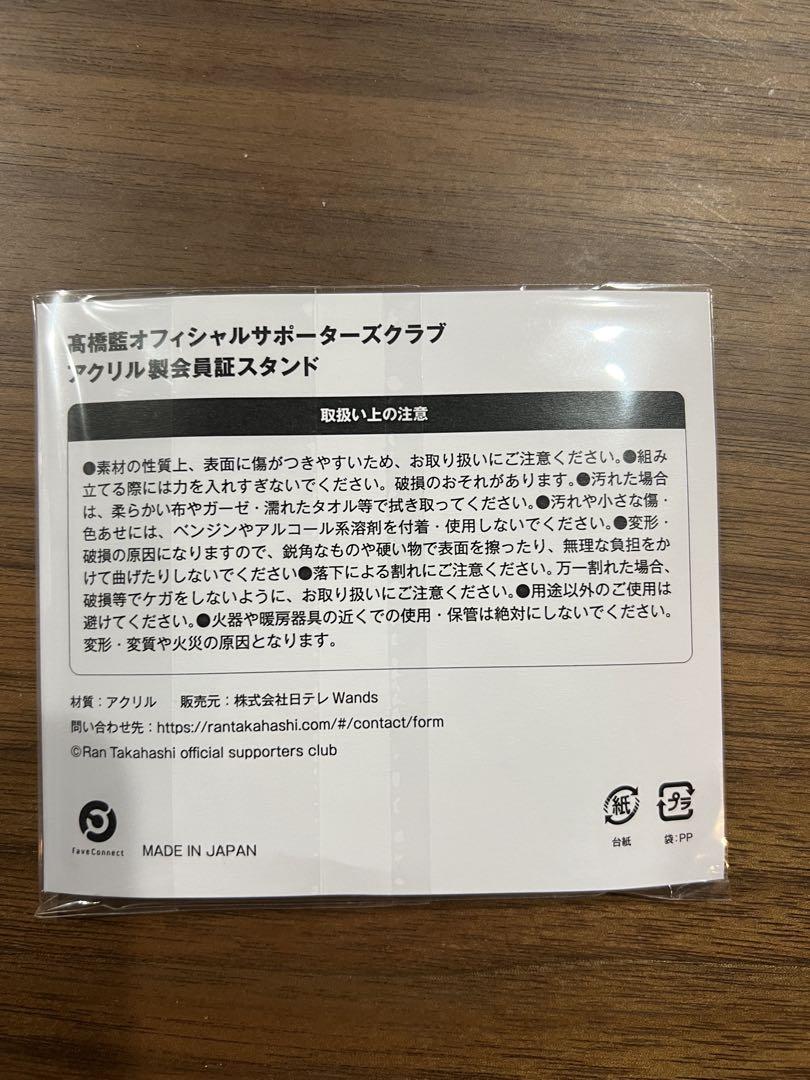 髙橋藍オフィシャルサポーターズクラブ
アクリル製会員証スタンド
取扱い上の注意
●素材の性質上、表面に傷がつきやすいため、お取り扱いにご注意ください。●組み
立てる際には力を入れすぎないでください。破損のおそれがあります。●汚れた場合
は、柔らかい布やガーゼ・濡れたタオル等で拭き取ってください。●汚れや小さな傷・
色あせには、ベンジンやアルコール系溶剤を付着・使用しないでください。●変形・
破損の原因になりますので、鋭角なものや硬い物で表面を擦ったり、無理な負担をか
けて曲げたりしないでください●落下による割れにご注意ください。万一割れた場合、
破損等でケガをしないように、お取り扱いにご注意ください。●用途以外のご使用は
避けてください。●火器や暖房器具の近くでの使用・保管は絶対にしないでください。
変形・変質や火災の原因となります。
材質：アクリル　販売元：株式会社日テレ Wands
問い合わせ先：https://rantakahashi.com/#/contact/form
©Ran Takahashi official supporters club
FaveConnect
MADE IN JAPAN
紙
台紙
プラ
袋：PP